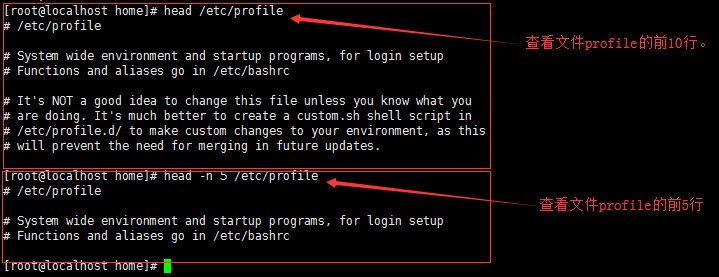 [root@localhost home]# head /etc/profile
# /etc/profile
查看文件profile的前10行。
# System wide environment and startup programs, for login setup
# Functions and aliases go in /etc/bashrc
# It's NOT a good idea to change this file unless you know what you
# are doing. It's much better to create a custom.sh shell script in
# /etc/profile.d/ to make custom changes to your environment, as this
# will prevent the need for merging in future updates.
[root@localhost home]# head -n 5 /etc/profile
# /etc/profile
查看文件profile的前5行
# System wide environment and startup programs, for login setup
# Functions and aliases go in /etc/bashrc
[root@localhost home]#